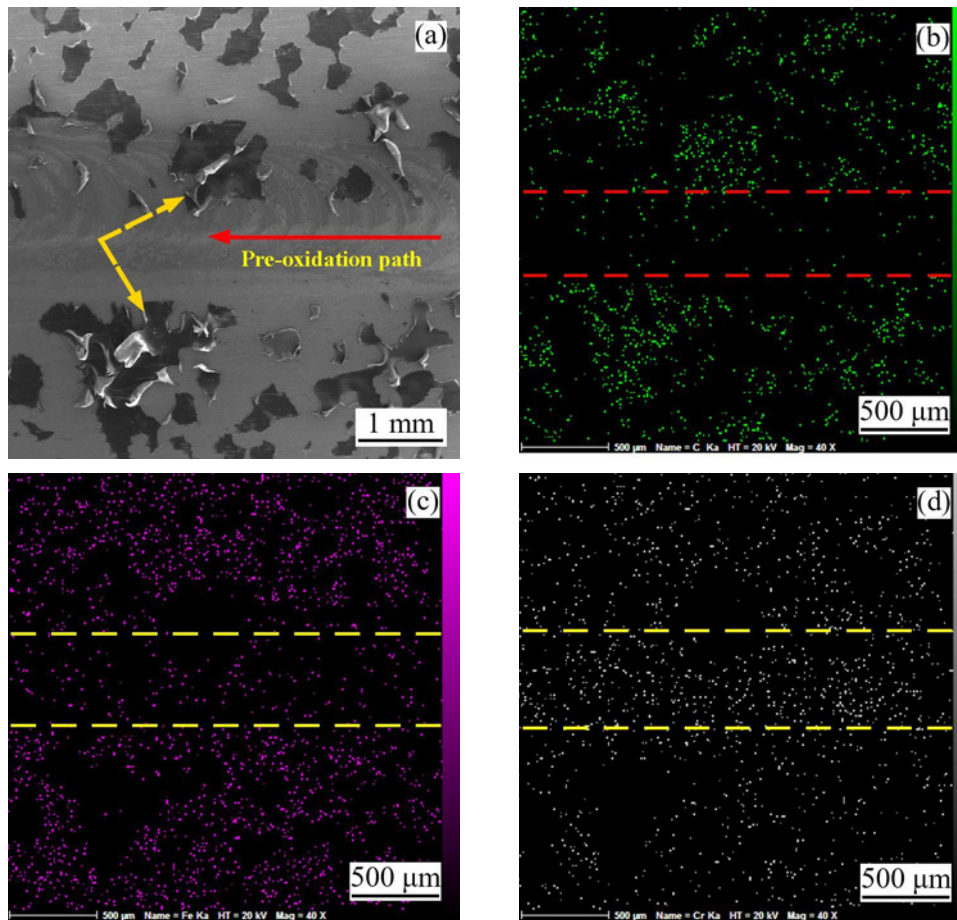 (a)
Pre-oxidation path
1 mm
(b)
500 μm
500 μm Name = C Ka HT = 20 kV Mag = 40 X
(c)
500 μm
500 μm Name = Fe Ka HT = 20 kV Mag = 40 X
(d)
500 μm
500 μm Name = Cr Ka HT = 20 kV Mag = 40 X